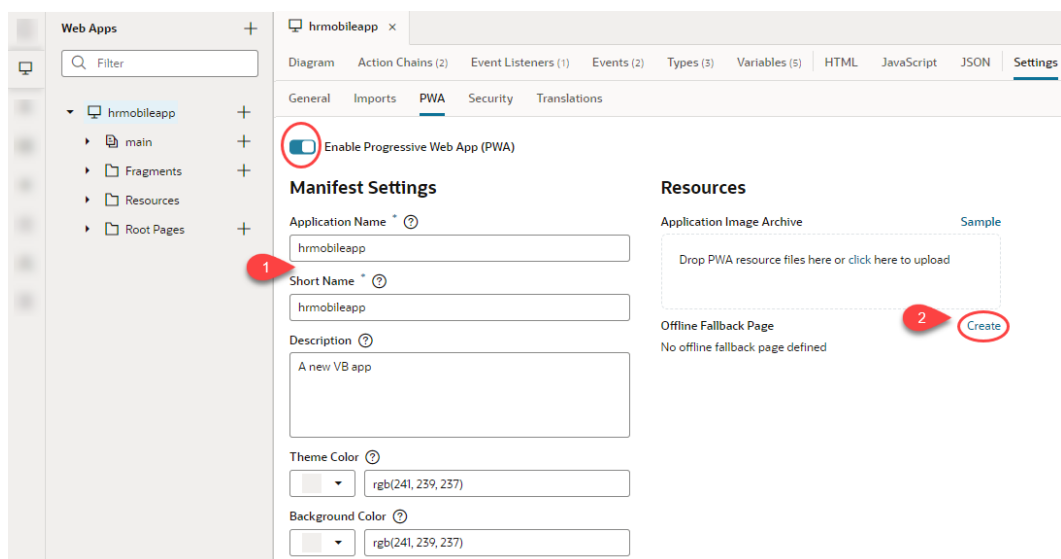 Web Apps
+
hrmobileapp ×
Filter
Diagram Action Chains (2) Event Listeners (1) Events (2) Types (3) Variables (5) HTML JavaScript JSON Settings
General Imports PWA Security Translations
hrmobileapp +
main +
Fragments +
Resources
Root Pages +
Enable Progressive Web App (PWA)
Manifest Settings
Application Name * ?
hrmobileapp
1
Short Name * ?
hrmobileapp
Description ?
A new VB app
Theme Color ?
rgb(241, 239, 237)
Background Color ?
rgb(241, 239, 237)
Resources
Application Image Archive Sample
Drop PWA resource files here or click here to upload
2
Offline Fallback Page Create
No offline fallback page defined